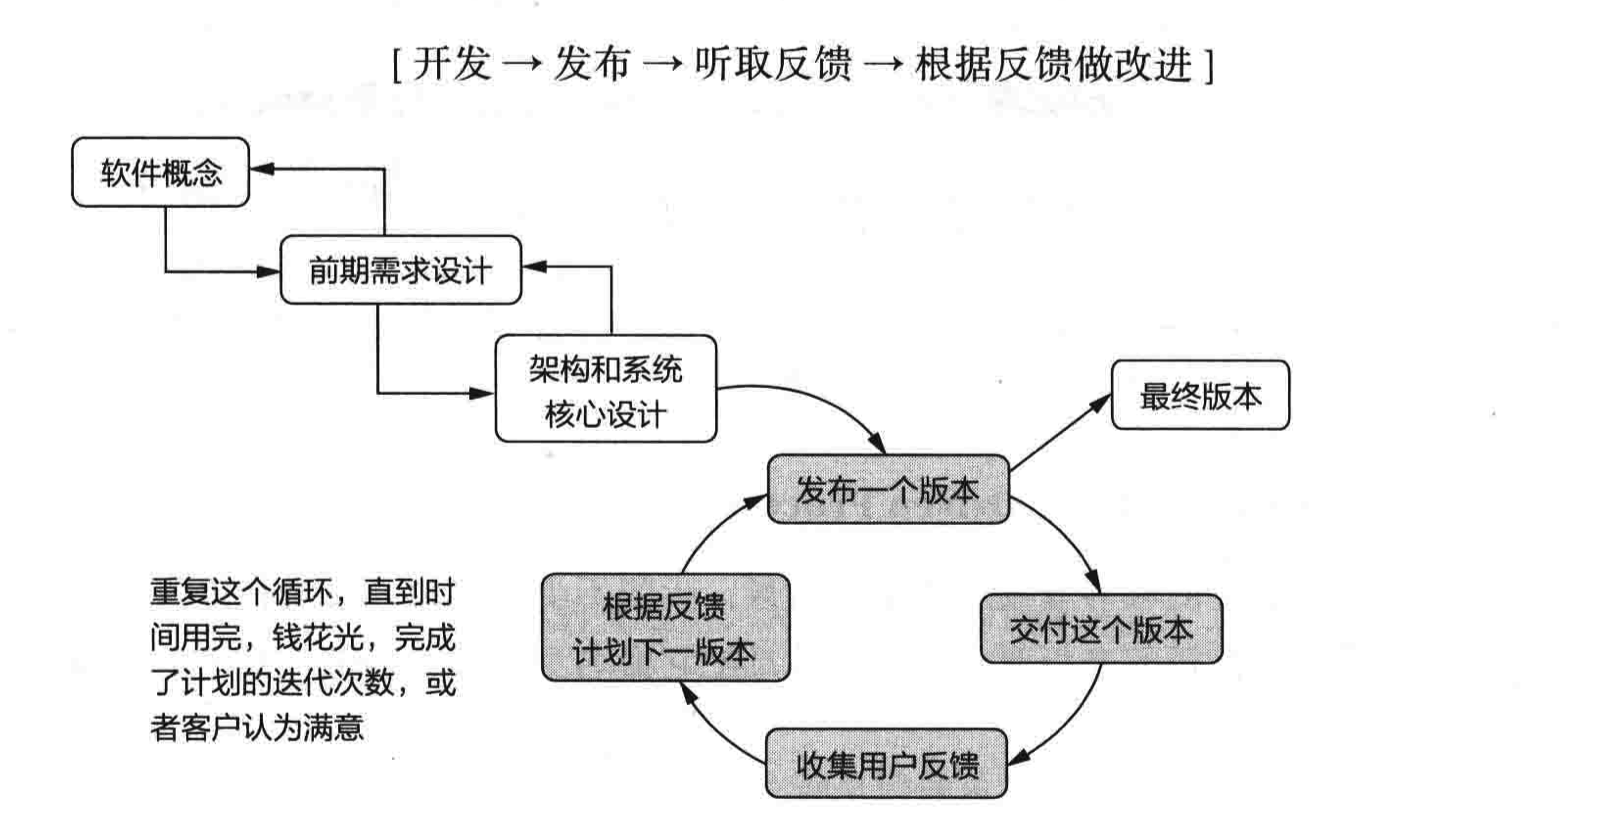 [ 开发 → 发布 → 听取反馈 → 根据反馈做改进 ]
软件概念
前期需求设计
架构和系统
核心设计
最终版本
发布一个版本
根据反馈
计划下一版本
交付这个版本
收集用户反馈
重复这个循环，直到时
间用完，钱花光，完成
了计划的迭代次数，或
者客户认为满意